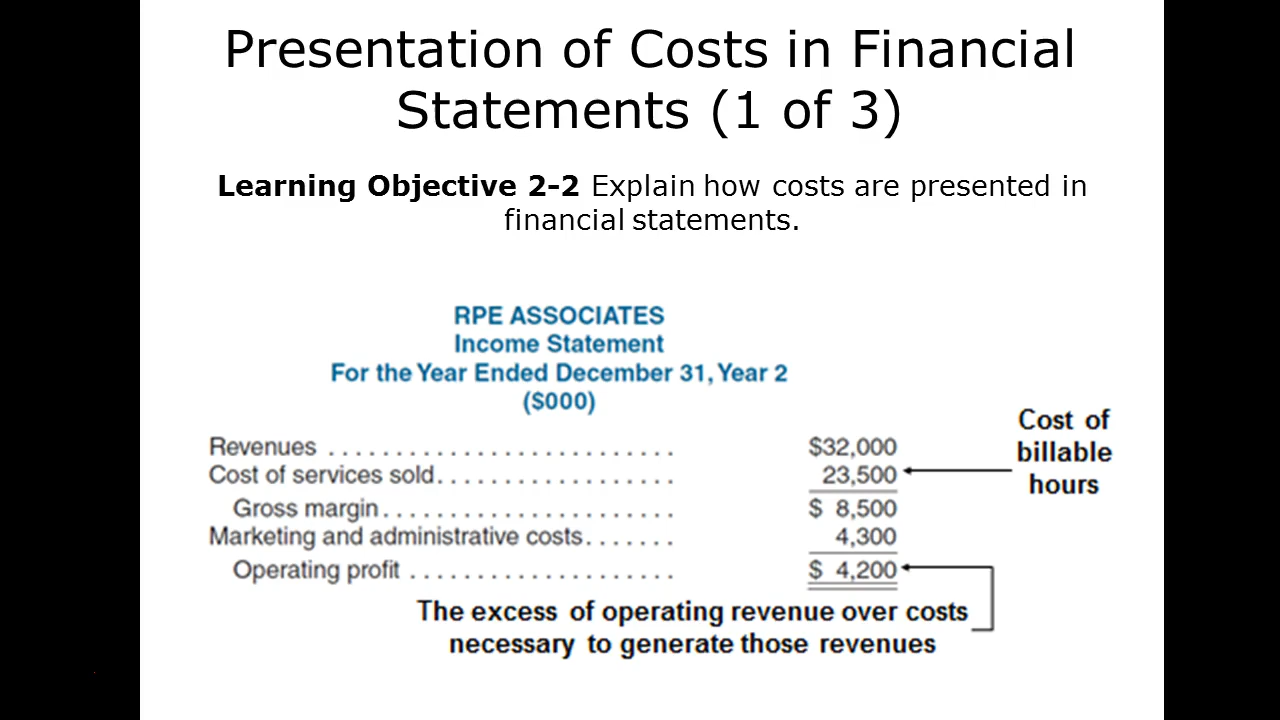 Presentation of Costs in Financial
Statements (1 of 3)
Learning Objective 2-2 Explain how costs are presented in
financial statements.
RPE ASSOCIATES
Income Statement
For the Year Ended December 31, Year 2
($000)
Revenues . . . . . . . . . . . . . . . . . . . . . . . . . . $32,000
Cost of services sold. . . . . . . . . . . . . . . . . . 23,500
Gross margin . . . . . . . . . . . . . . . . . . . . . . $ 8,500
Marketing and administrative costs. . . . . . . 4,300
Operating profit . . . . . . . . . . . . . . . . . . . . $ 4,200
Cost of
billable
hours
The excess of operating revenue over costs
necessary to generate those revenues